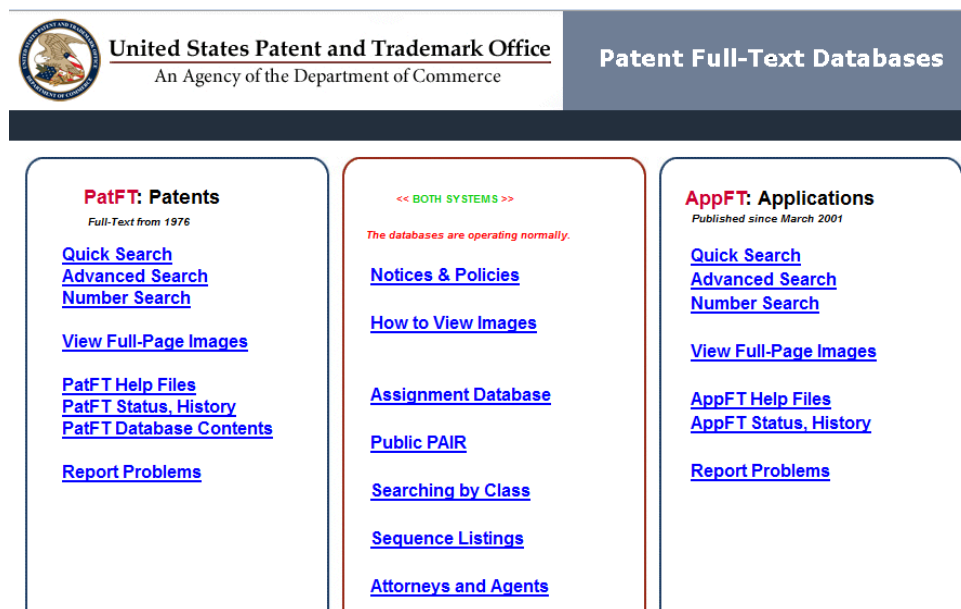 United States Patent and Trademark Office
An Agency of the Department of Commerce
Patent Full-Text Databases
PatFT: Patents
Full-Text from 1976
Quick Search
Advanced Search
Number Search
View Full-Page Images
PatFT Help Files
PatFT Status, History
PatFT Database Contents
Report Problems
<< BOTH SYSTEMS >>
The databases are operating normally.
Notices & Policies
How to View Images
Assignment Database
Public PAIR
Searching by Class
Sequence Listings
Attorneys and Agents
AppFT: Applications
Published since March 2001
Quick Search
Advanced Search
Number Search
View Full-Page Images
AppFT Help Files
AppFT Status, History
Report Problems